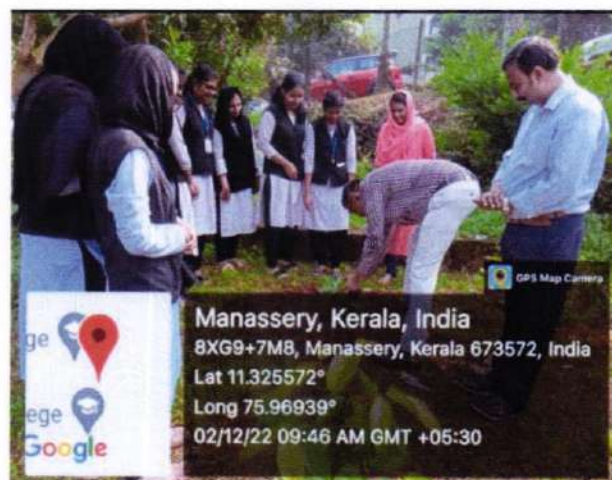 GPS Map Camera
Manassery, Kerala, India
8XG9+7M8, Manassery, Kerala 673572, India
Lat 11.325572°
Long 75.96939°
02/12/22 09:46 AM GMT +05:30
ge
ege
Google